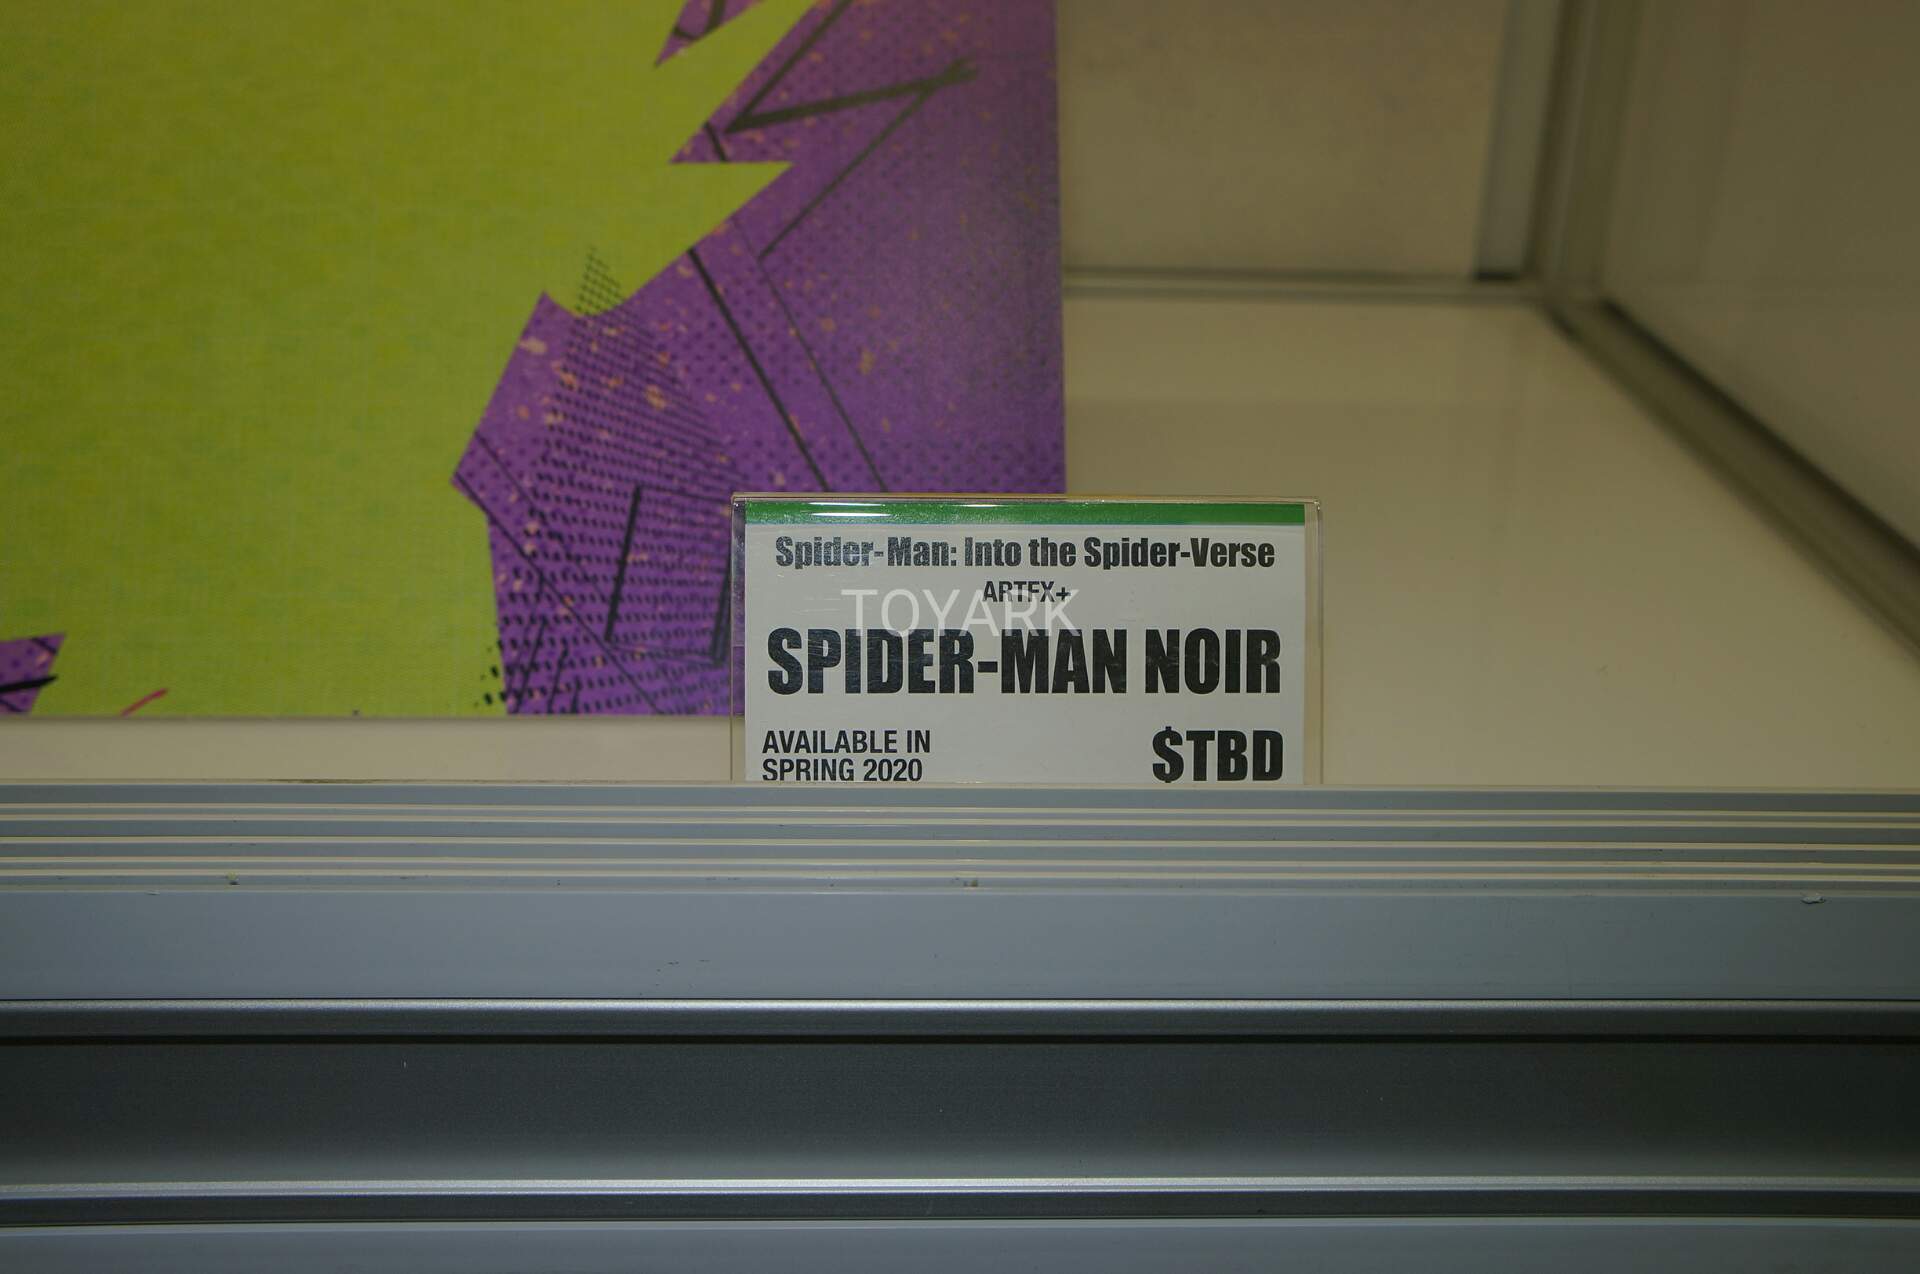 Spider-Man: Into the Spider-Verse
ARTFX+
TOYARK
SPIDER-MAN NOIR
AVAILABLE IN
SPRING 2020
$TBD